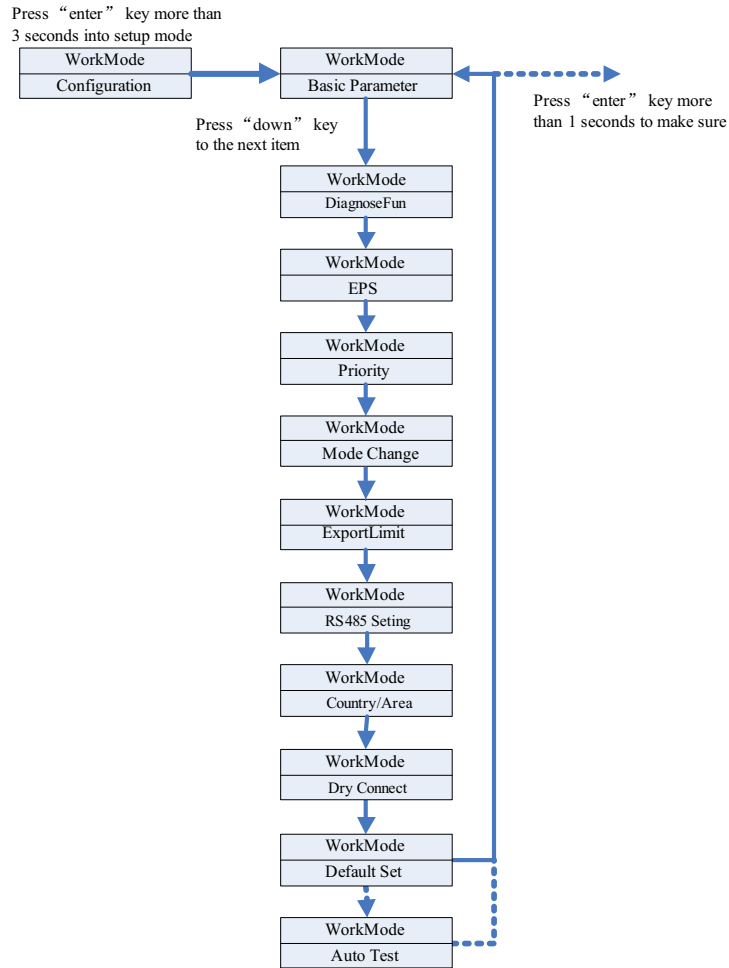 Press “enter” key more than
3 seconds into setup mode
WorkMode
Configuration
WorkMode
Basic Parameter
Press “enter” key more
than 1 seconds to make sure
Press “down” key
to the next item
WorkMode
DiagnoseFun
WorkMode
EPS
WorkMode
Priority
WorkMode
Mode Change
WorkMode
ExportLimit
WorkMode
RS485 Seting
WorkMode
Country/Area
WorkMode
Dry Connect
WorkMode
Default Set
WorkMode
Auto Test